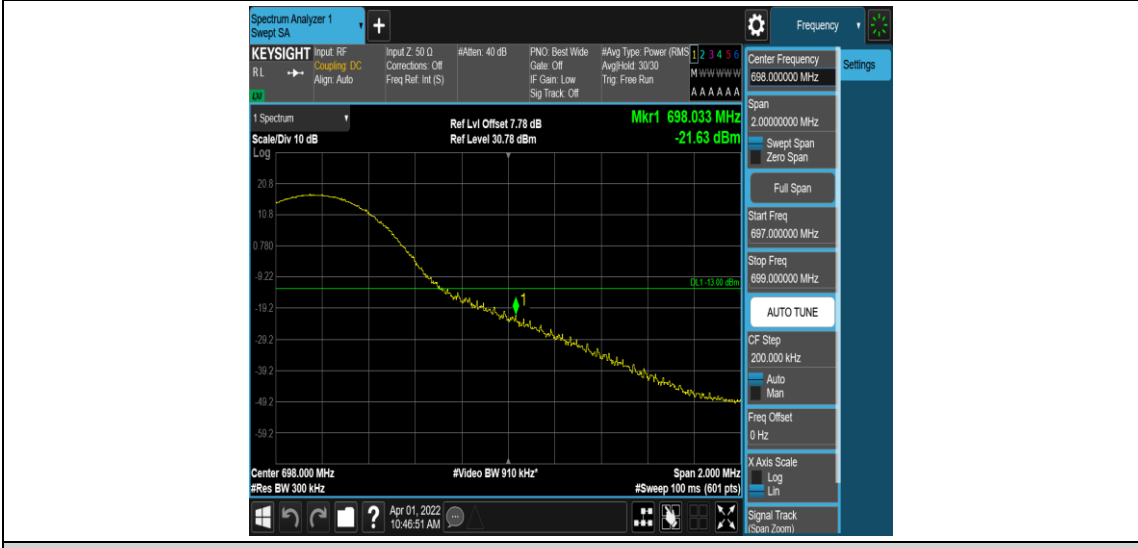 Spectrum Analyzer 1
Swept SA
Frequency
KEYSIGHT
Input: RF
Coupling: DC
Align: Auto
RL
Input Z: 50 Ω
Corrections: Off
Freq Ref: Int (S)
#Atten: 40 dB
PNO: Best Wide
Gate: Off
IF Gain: Low
Sig Track: Off
#Avg Type: Power (RMS
Avg|Hold: 30/30
Trig: Free Run
1 2 3 4 5 6
M W W W W W
A A A A A A
1 Spectrum
Scale/Div 10 dB
Log
Ref Lvl Offset 7.78 dB
Ref Level 30.78 dBm
Mkr1 698.033 MHz
-21.63 dBm
20.8
10.8
0.780
-9.22
DL1 -13.00 dBm
-19.2
1
-29.2
-39.2
-49.2
-59.2
Center 698.000 MHz
#Video BW 910 kHz*
Span 2.000 MHz
#Res BW 300 kHz
#Sweep 100 ms (601 pts)
Apr 01, 2022
10:46:51 AM
?
Center Frequency
698.000000 MHz
Settings
Span
2.00000000 MHz
Swept Span
Zero Span
Full Span
Start Freq
697.000000 MHz
Stop Freq
699.000000 MHz
AUTO TUNE
CF Step
200.000 kHz
Auto
Man
Freq Offset
0 Hz
X Axis Scale
Log
Lin
Signal Track
(Span Zoom)